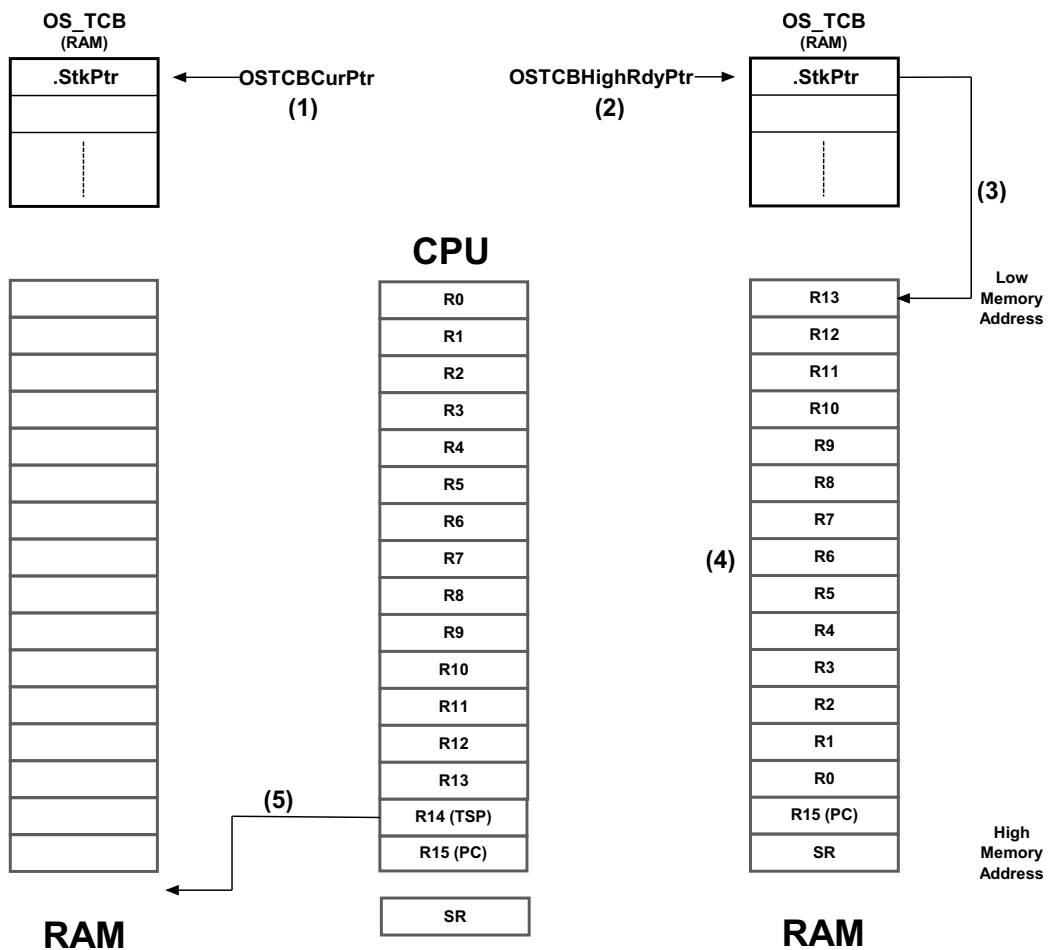 OS_TCB
(RAM)
.StkPtr
OSTCBCurPtr
(1)
OSTCBHighRdyPtr
(2)
OS_TCB
(RAM)
.StkPtr
(3)
CPU
R0
R1
R2
R3
R4
R5
R6
R7
R8
R9
R10
R11
R12
R13
R14 (TSP)
R15 (PC)
SR
(4)
(5)
R13
R12
R11
R10
R9
R8
R7
R6
R5
R4
R3
R2
R1
R0
R15 (PC)
SR
Low
Memory
Address
High
Memory
Address
RAM
RAM